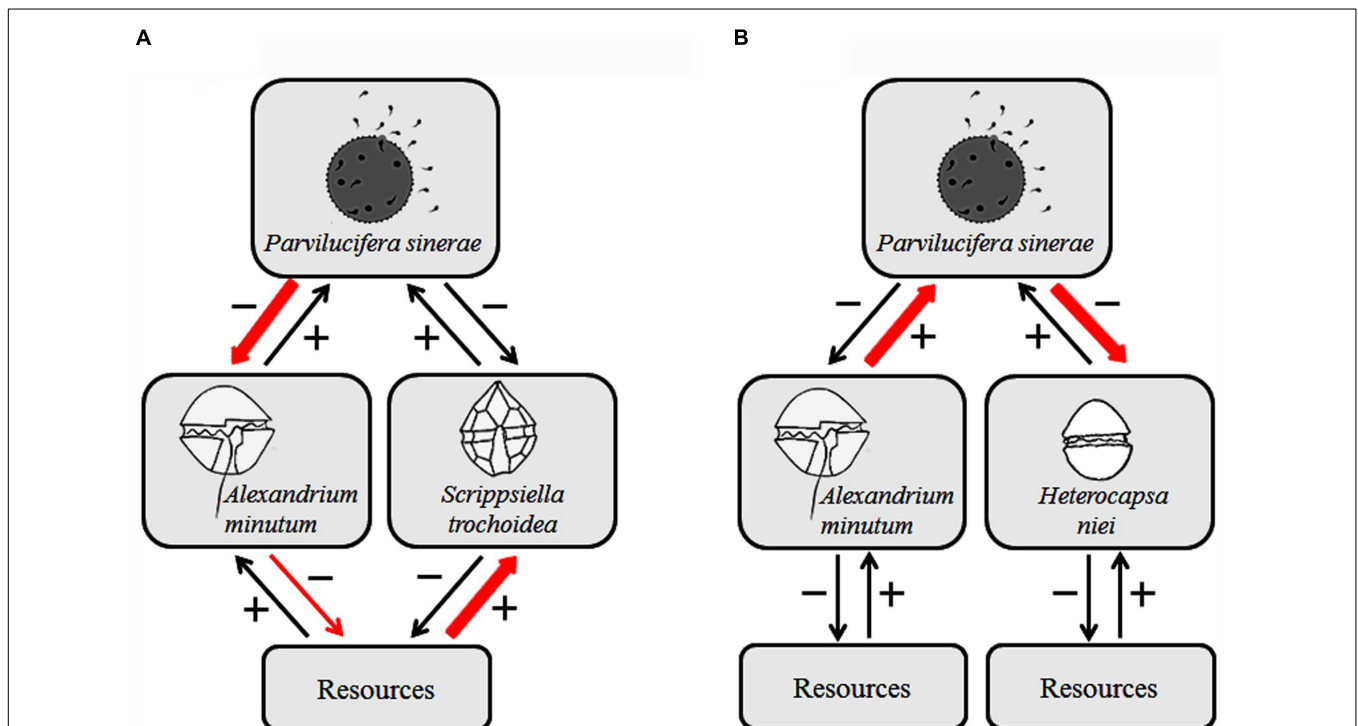 A
B
Parvilucifera sinerae
Parvilucifera sinerae
−
+
+
−
−
+
+
−
Alexandrium
minutum
Scrippsiella
trochoidea
Alexandrium
minutum
Heterocapsa
niei
+
−
−
+
−
+
−
+
Resources
Resources
Resources